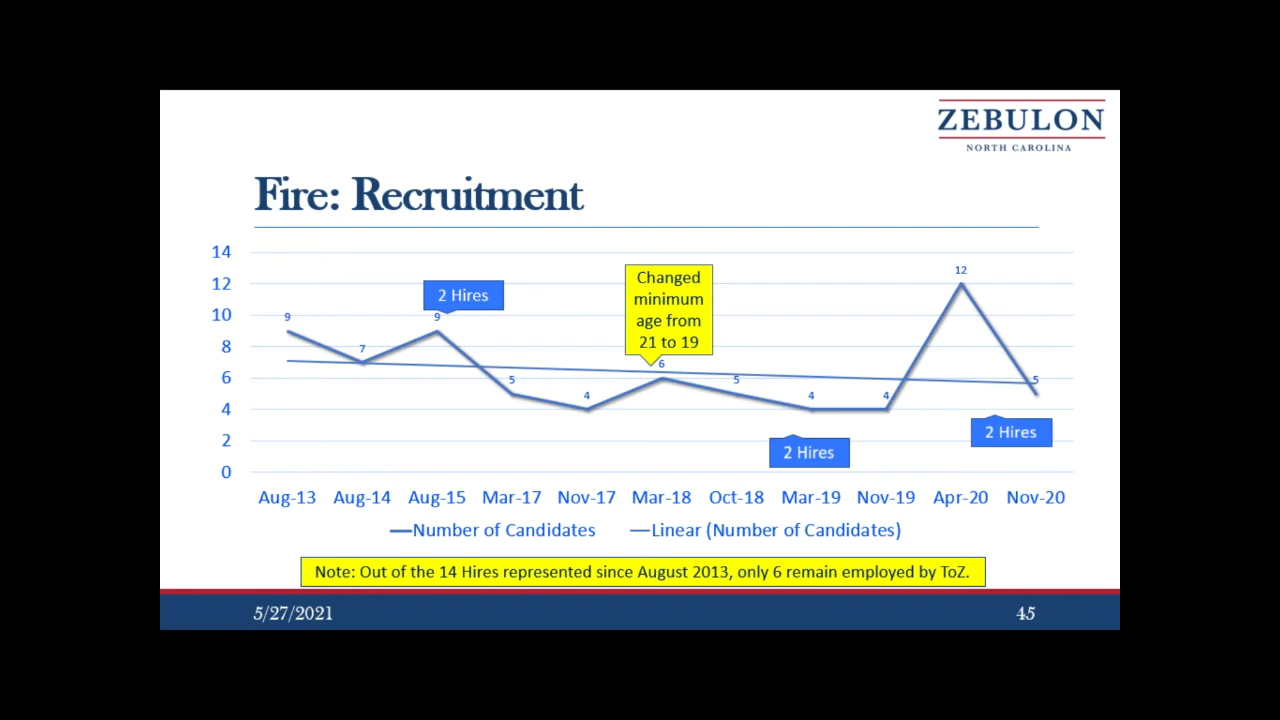 ZEBULON
NORTH CAROLINA
Fire: Recruitment
14
12
10
8
6
4
2
0
9
7
9
5
4
6
5
4
4
12
5
2 Hires
Changed
minimum
age from
21 to 19
2 Hires
2 Hires
Aug-13 Aug-14 Aug-15 Mar-17 Nov-17 Mar-18 Oct-18 Mar-19 Nov-19 Apr-20 Nov-20
Number of Candidates Linear (Number of Candidates)
Note: Out of the 14 Hires represented since August 2013, only 6 remain employed by ToZ.
5/27/2021 45